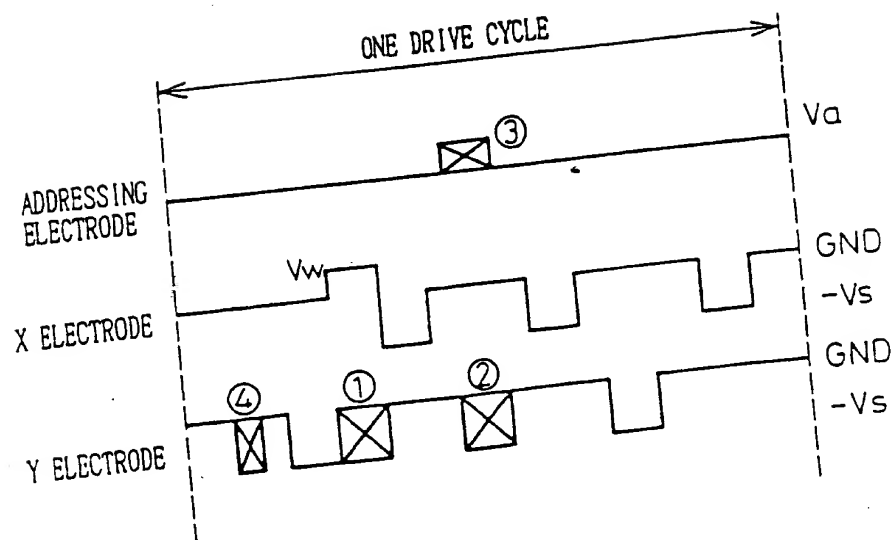 ONE DRIVE CYCLE
③
Va
ADDRESSING
ELECTRODE
Vw
GND
-Vs
X ELECTRODE
GND
-Vs
④
①
②
Y ELECTRODE